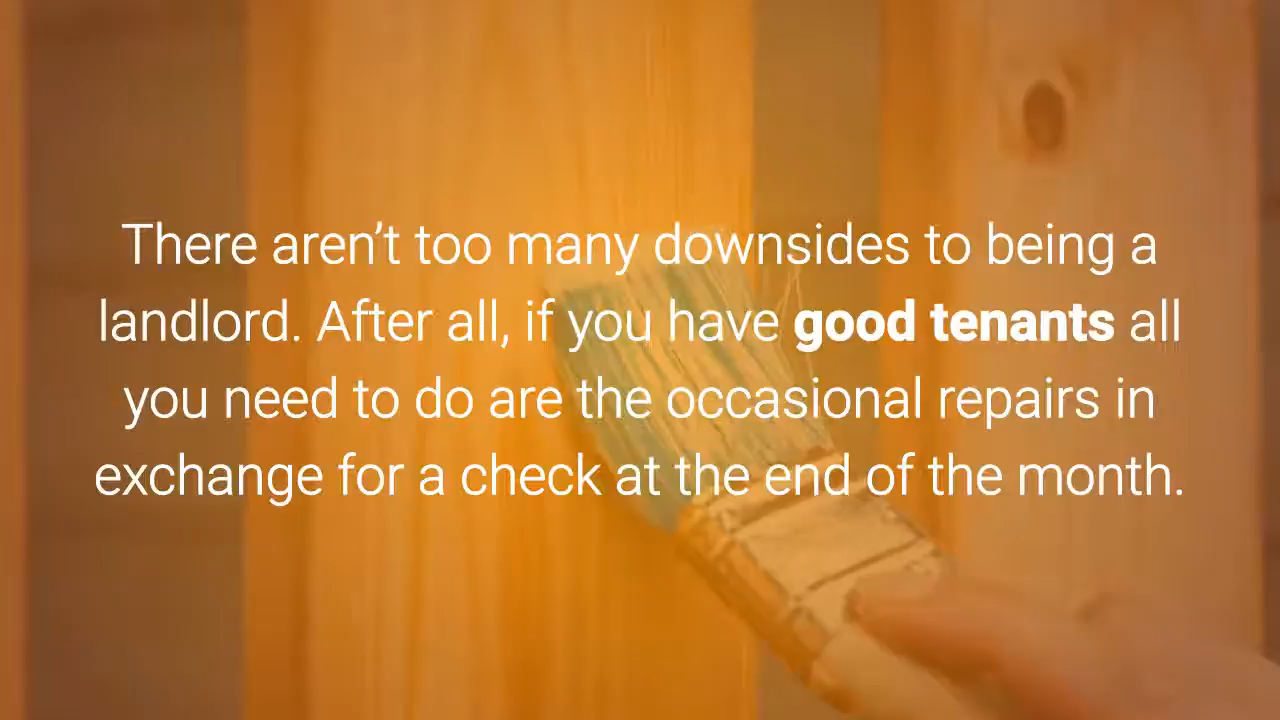 There aren’t too many downsides to being a
landlord. After all, if you have good tenants all
you need to do are the occasional repairs in
exchange for a check at the end of the month.